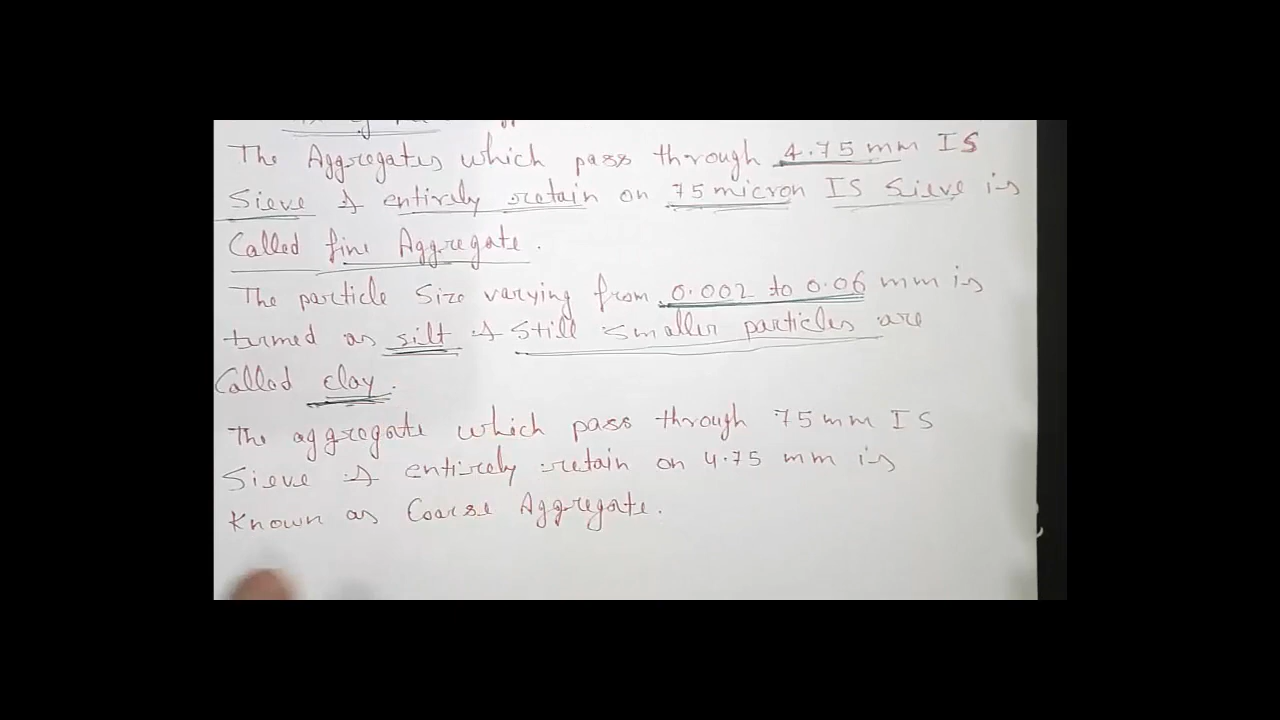 The Aggregates which pass through 4.75 mm IS
Sieve & entirely retain on 75 micron IS Sieve is
Called fine Aggregate.
The particle size varying from 0.002 to 0.06 mm is
turmed as silt & still smaller particles are
Called clay.
The aggregate which pass through 75 mm IS
Sieve & entirely retain on 4.75 mm is
Known as Coarse Aggregate.